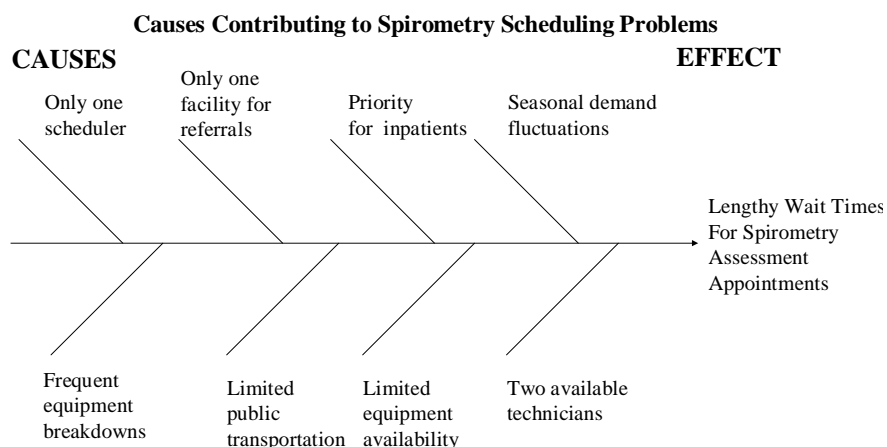 Causes Contributing to Spirometry Scheduling Problems
CAUSES
EFFECT
Only one
scheduler
Only one
facility for
referrals
Priority
for inpatients
Seasonal demand
fluctuations
Lengthy Wait Times
For Spirometry
Assessment
Appointments
Frequent
equipment
breakdowns
Limited
public
transportation
Limited
equipment
availability
Two available
technicians